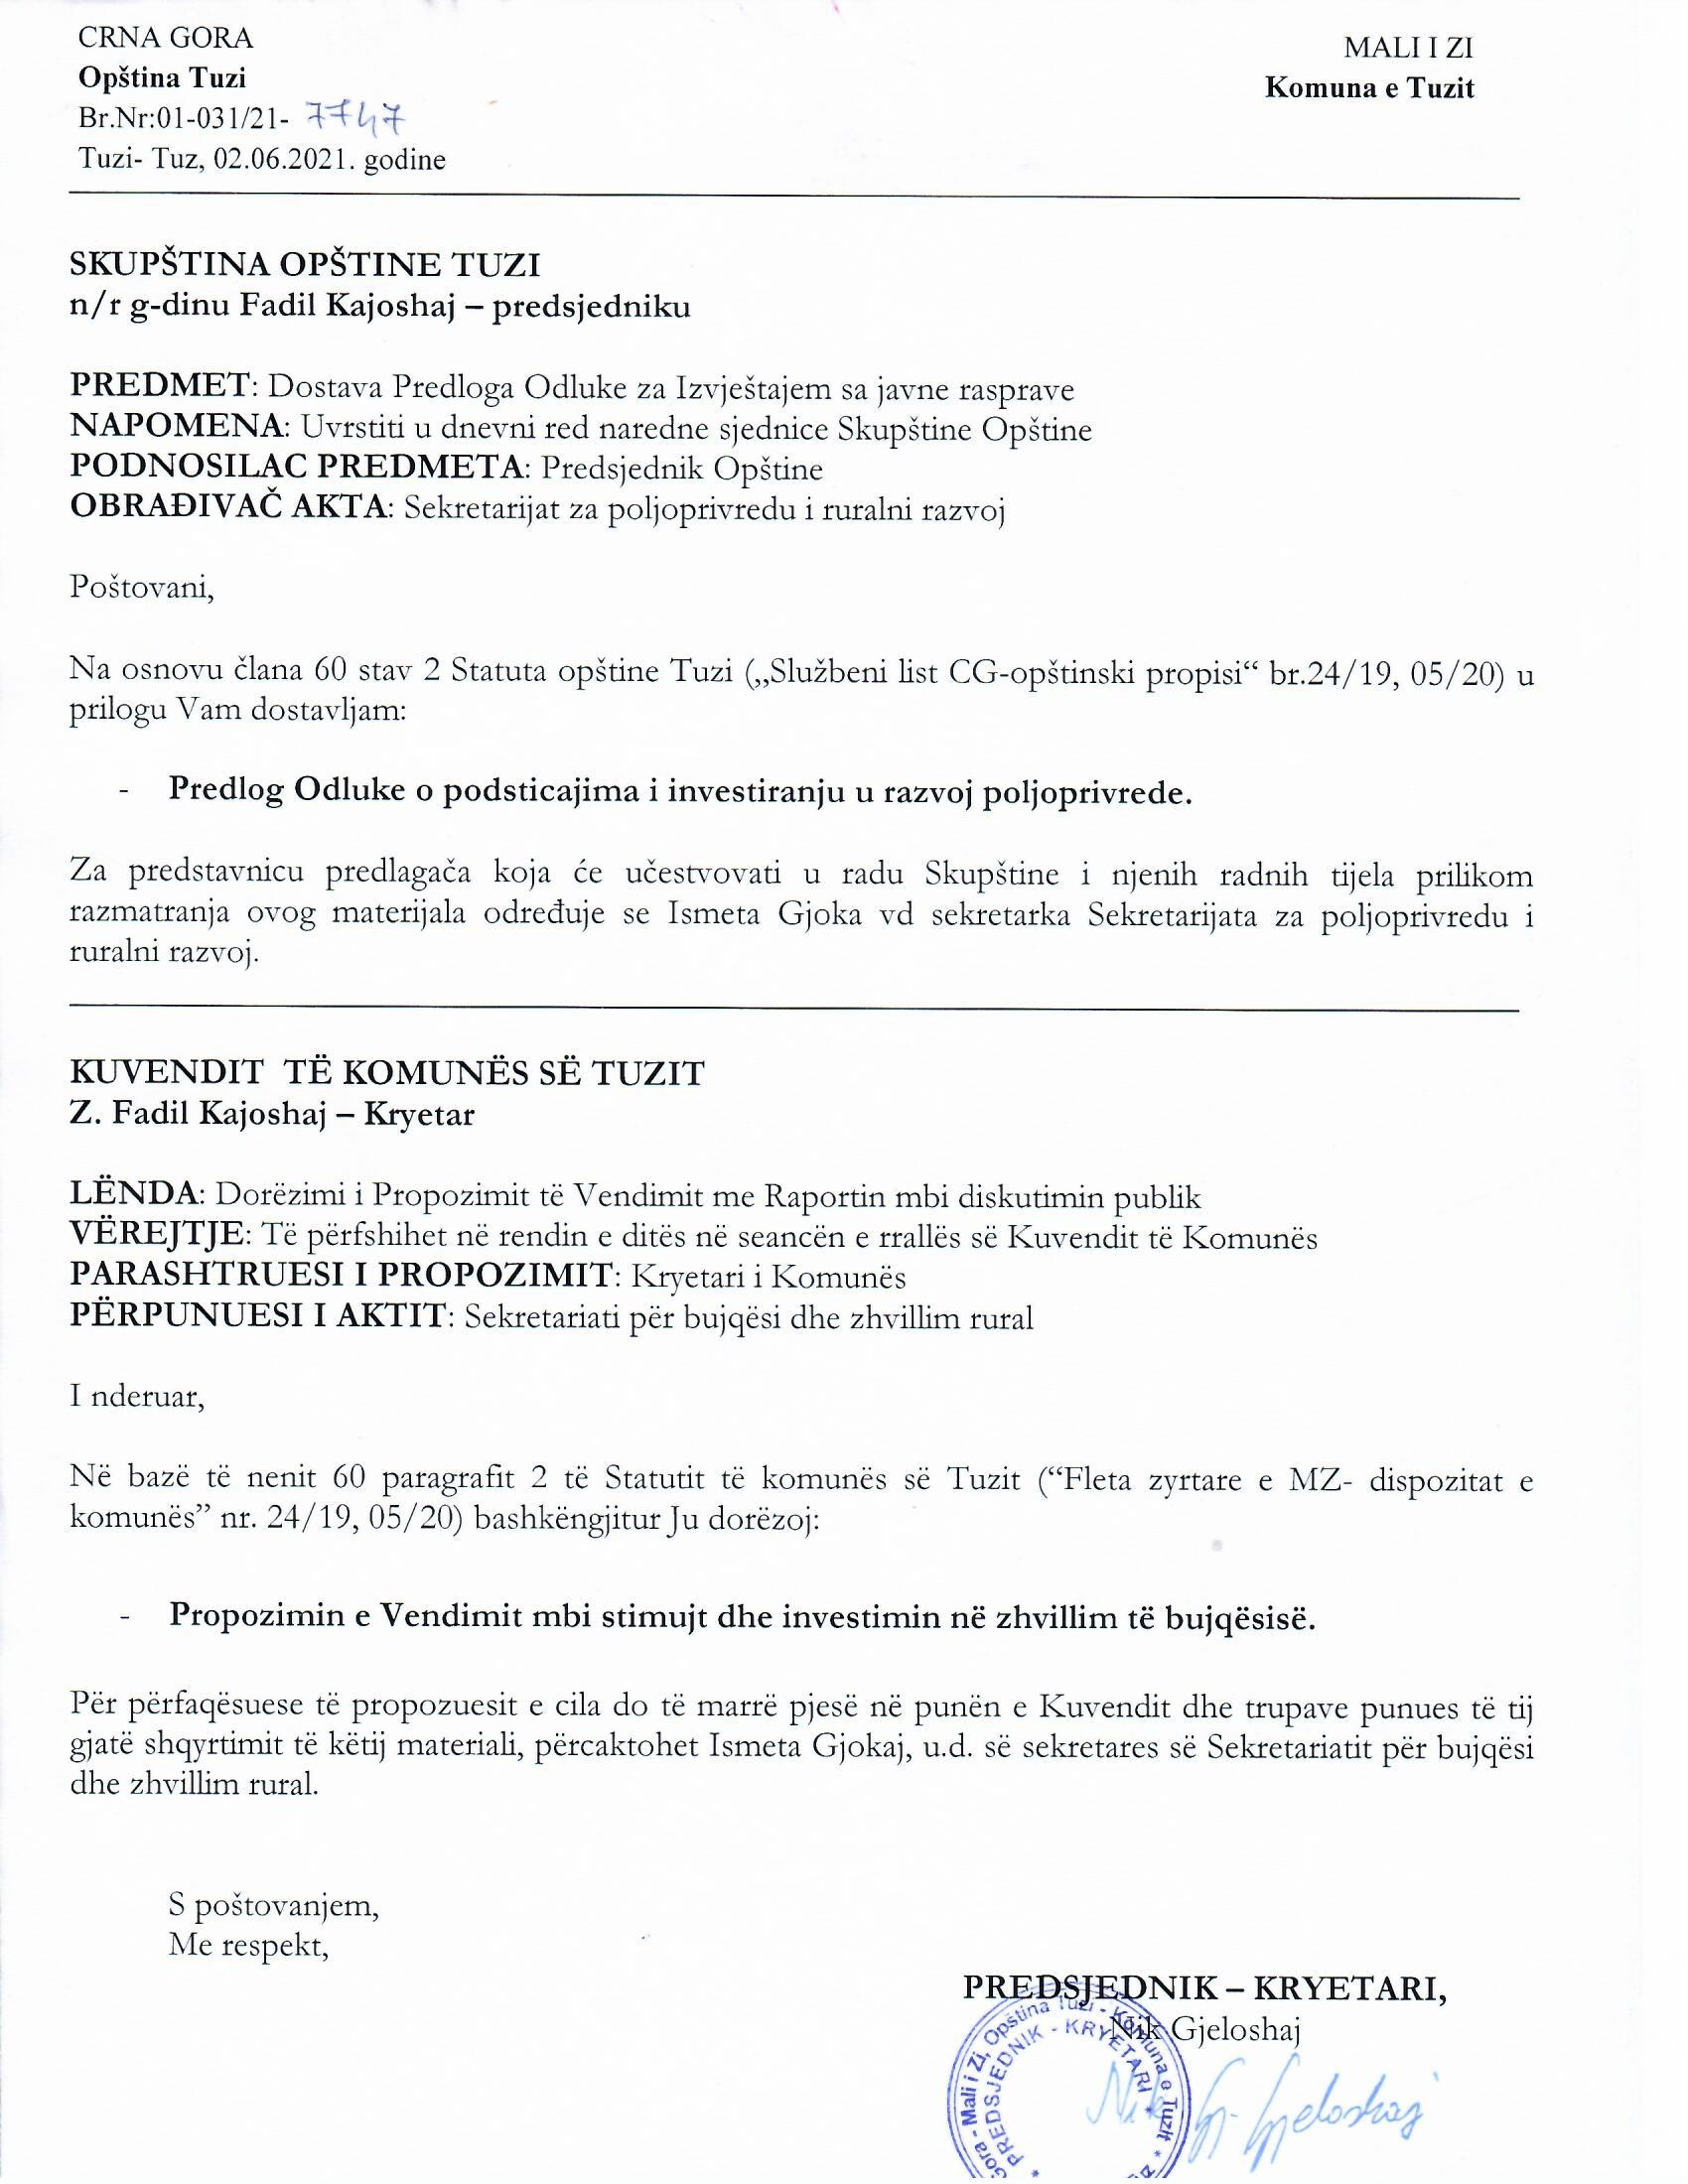 CRNA GORA
MALI I ZI
Opština Tuzi
Komuna e Tuzit
Br.Nr:01-031/21- 7747
Tuzi- Tuz, 02.06.2021. godine
SKUPŠTINA OPŠTINE TUZI
n/r g-dinu Fadil Kajoshaj – predsjedniku
PREDMET: Dostava Predloga Odluke za Izvještajem sa javne rasprave
NAPOMENA: Uvrstiti u dnevni red naredne sjednice Skupštine Opštine
PODNOSILAC PREDMETA: Predsjednik Opštine
OBRAĐIVAČ AKTA: Sekretarijat za poljoprivredu i ruralni razvoj
Poštovani,
Na osnovu člana 60 stav 2 Statuta opštine Tuzi („Službeni list CG-opštinski propisi“ br.24/19, 05/20) u
prilogu Vam dostavljam:
- Predlog Odluke o podsticajima i investiranju u razvoj poljoprivrede.
Za predstavnicu predlagača koja će učestvovati u radu Skupštine i njenih radnih tijela prilikom
razmatranja ovog materijala određuje se Ismeta Gjoka vd sekretarka Sekretarijata za poljoprivredu i
ruralni razvoj.
KUVENDIT TË KOMUNËS SË TUZIT
Z. Fadil Kajoshaj – Kryetar
LËNDA: Dorëzimi i Propozimit të Vendimit me Raportin mbi diskutimin publik
VËREJTJE: Të përfshihet në rendin e ditës në seancën e rrallës së Kuvendit të Komunës
PARASHTRUESI I PROPOZIMIT: Kryetari i Komunës
PËRPUNUESI I AKTIT: Sekretariati për bujqësi dhe zhvillim rural
I nderuar,
Në bazë të nenit 60 paragrafit 2 të Statutit të komunës së Tuzit (“Fleta zyrtare e MZ- dispozitat e
komunës” nr. 24/19, 05/20) bashkëngjitur Ju dorëzoj:
- Propozimin e Vendimit mbi stimujt dhe investimin në zhvillim të bujqësisë.
Për përfaqësuese të propozuesit e cila do të marrë pjesë në punën e Kuvendit dhe trupave punues të tij
gjatë shqyrtimit të këtij materiali, përcaktohet Ismeta Gjokaj, u.d. së sekretares së Sekretariatit për bujqësi
dhe zhvillim rural.
S poštovanjem,
Me respekt,
PREDSJEDNIK – KRYETARI,
Nik Gjeloshaj
Gora - Mali i Zi, Opština Tuzi - Komuna e Tuzit *
PREDSJEDNIK - KRYETARI *
Nik Gj- Gjeloshaj